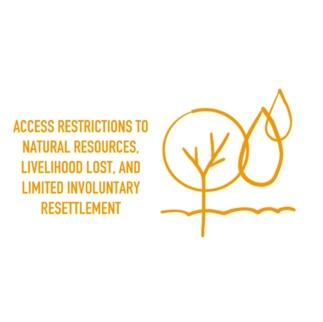 ACCESS RESTRICTIONS TO
NATURAL RESOURCES,
LIVELIHOOD LOST, AND
LIMITED INVOLUNTARY
RESETTLEMENT